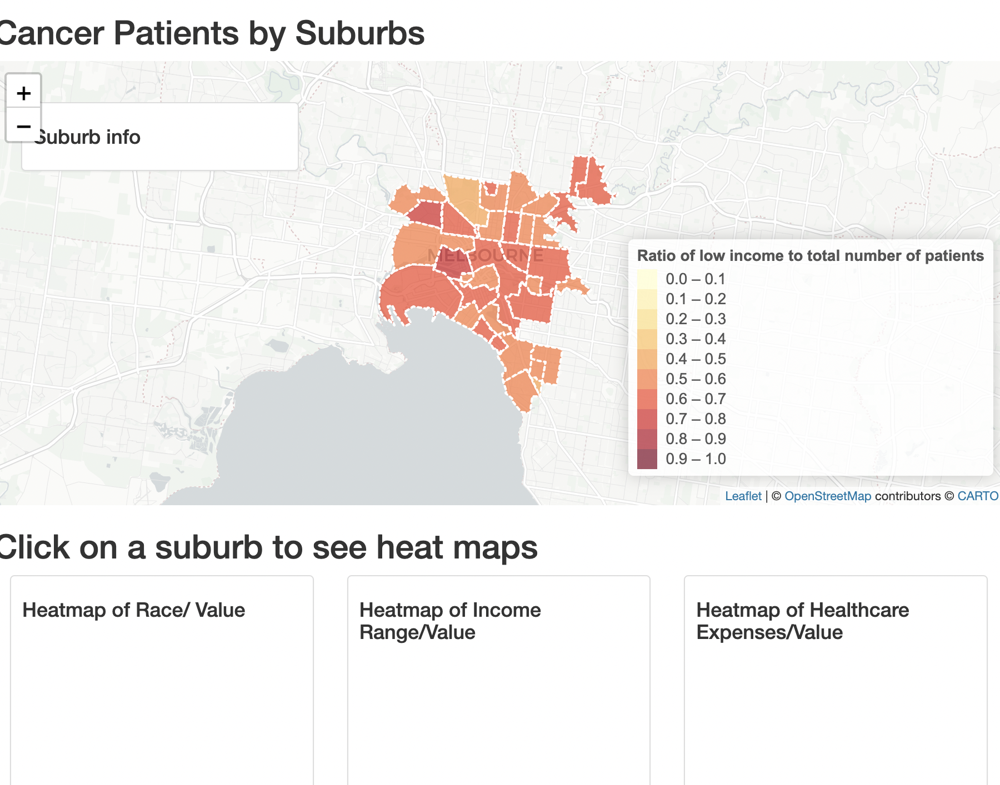 Cancer Patients by Suburbs
+
−
Suburb info
MELBOURNE
Ratio of low income to total number of patients
0.0 – 0.1
0.1 – 0.2
0.2 – 0.3
0.3 – 0.4
0.4 – 0.5
0.5 – 0.6
0.6 – 0.7
0.7 – 0.8
0.8 – 0.9
0.9 – 1.0
Leaflet | © OpenStreetMap contributors © CARTO
Click on a suburb to see heat maps
Heatmap of Race/ Value
Heatmap of Income
Range/Value
Heatmap of Healthcare
Expenses/Value